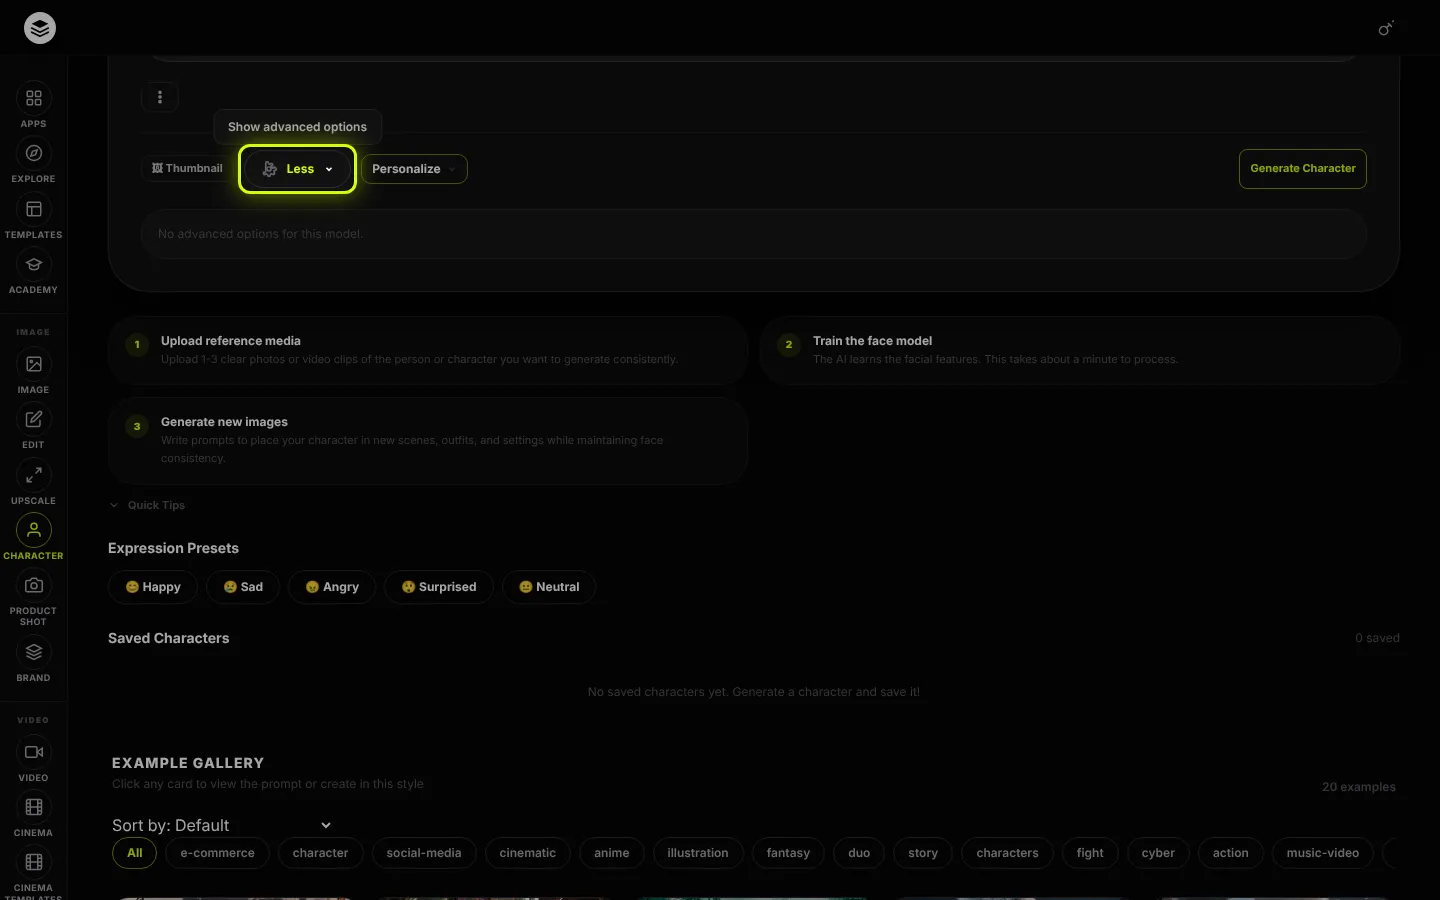 Show advanced options
Thumbnail
Less
Personalize
Generate Character
No advanced options for this model.
APPS
EXPLORE
TEMPLATES
ACADEMY
IMAGE
IMAGE
EDIT
UPSCALE
CHARACTER
PRODUCT
SHOT
BRAND
VIDEO
VIDEO
CINEMA
CINEMA
TEMPLATES
1
Upload reference media
Upload 1-3 clear photos or video clips of the person or character you want to generate consistently.
2
Train the face model
The AI learns the facial features. This takes about a minute to process.
3
Generate new images
Write prompts to place your character in new scenes, outfits, and settings while maintaining face
consistency.
Quick Tips
Expression Presets
😊 Happy
😢 Sad
😠 Angry
😲 Surprised
😐 Neutral
Saved Characters
0 saved
No saved characters yet. Generate a character and save it!
EXAMPLE GALLERY
Click any card to view the prompt or create in this style
20 examples
Sort by: Default
All
e-commerce
character
social-media
cinematic
anime
illustration
fantasy
duo
story
characters
fight
cyber
action
music-video